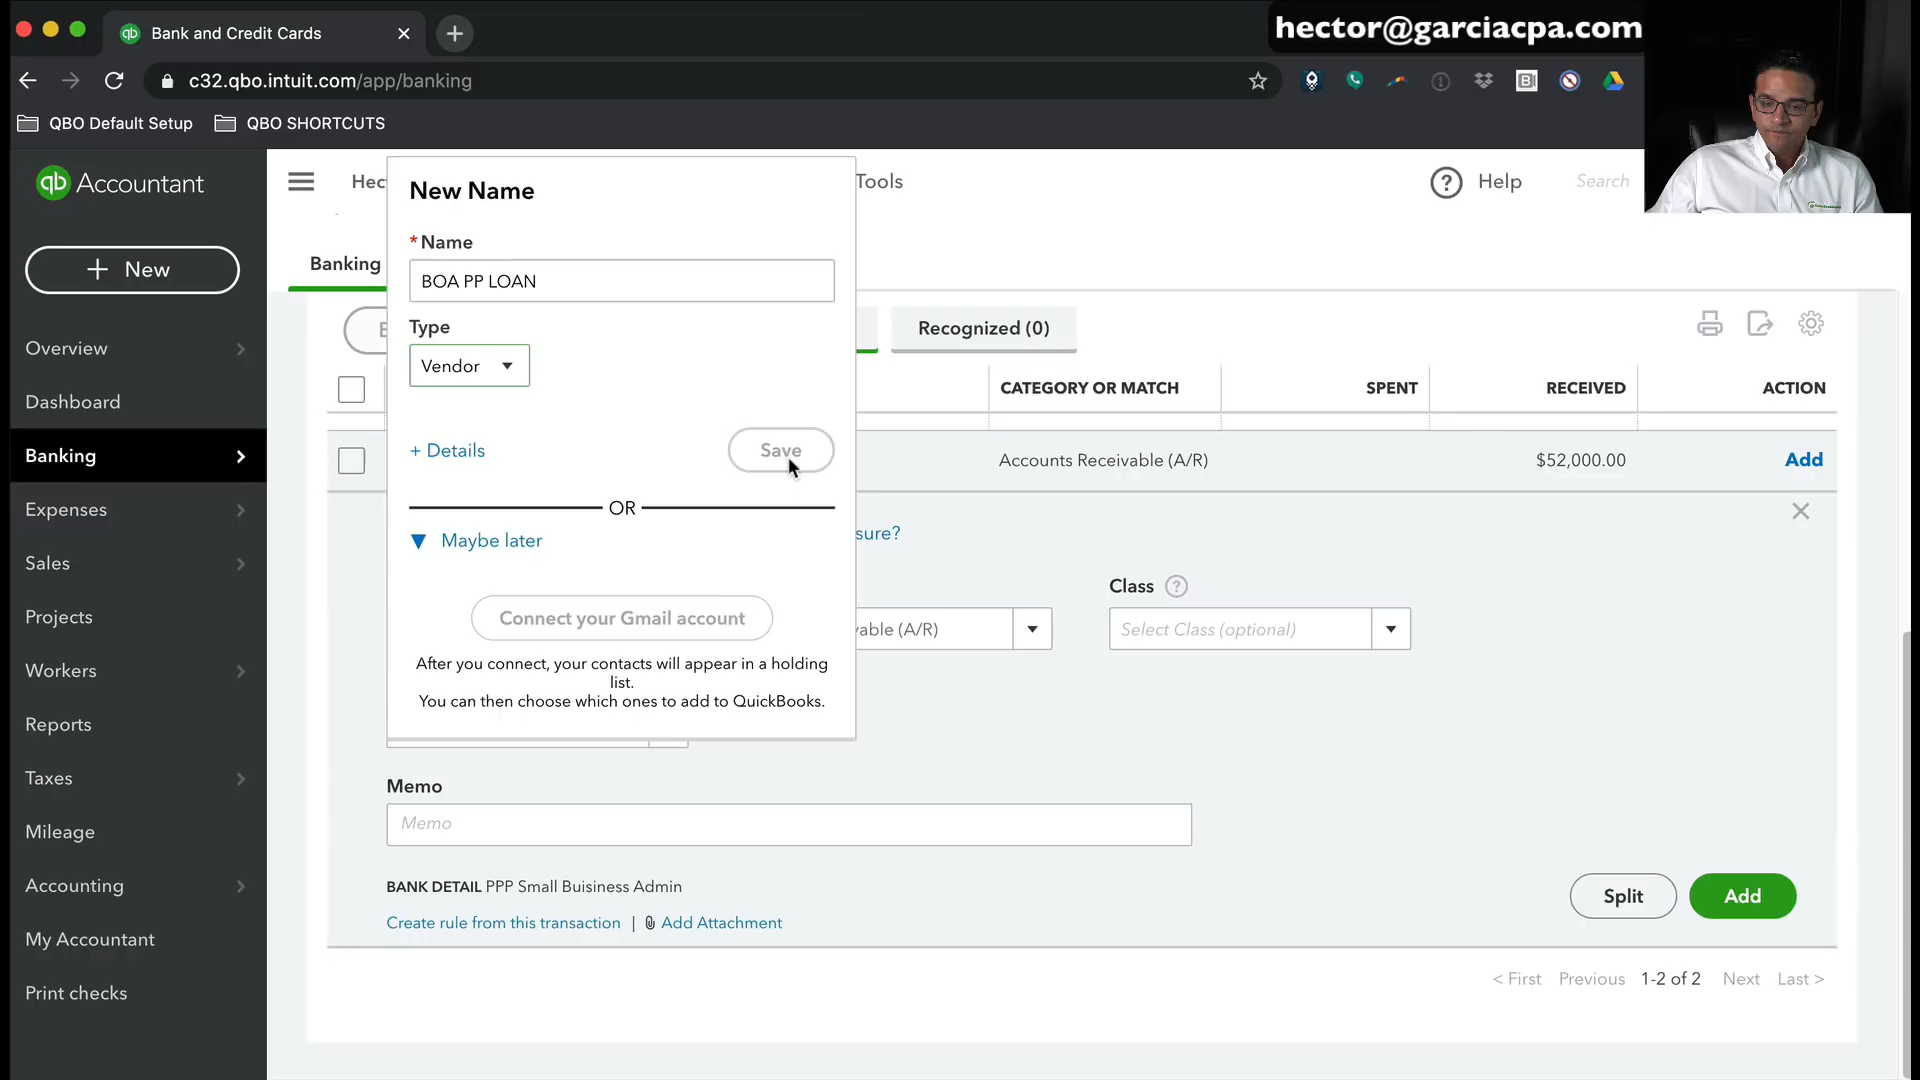 Bank and Credit Cards
hector@garciacpa.com
c32.qbo.intuit.com/app/banking
QBO Default Setup
QBO SHORTCUTS
qb Accountant
Hec
Tools
Help
Search
+ New
Overview
Dashboard
Banking
Expenses
Sales
Projects
Workers
Reports
Taxes
Mileage
Accounting
My Accountant
Print checks
Banking
New Name
*Name
BOA PP LOAN
Type
Vendor
+ Details
Save
OR
Maybe later
Connect your Gmail account
After you connect, your contacts will appear in a holding
list.
You can then choose which ones to add to QuickBooks.
Recognized (0)
CATEGORY OR MATCH
SPENT
RECEIVED
ACTION
Accounts Receivable (A/R)
$52,000.00
Add
sure?
Class
vable (A/R)
Select Class (optional)
Memo
Memo
BANK DETAIL PPP Small Buisiness Admin
Create rule from this transaction | Add Attachment
Split
Add
< First Previous 1-2 of 2 Next Last >